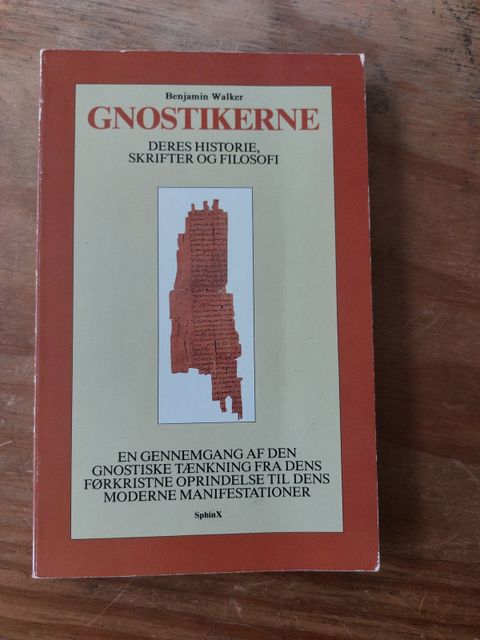 Benjamin Walker
GNOSTIKERNE
DERES HISTORIE,
SKRIFTER OG FILOSOFI
EN GENNEMGANG AF DEN
GNOSTISKE TÆNKNING FRA DENS
FØRKRISTNE OPRINDELSE TIL DENS
MODERNE MANIFESTATIONER
SphinX